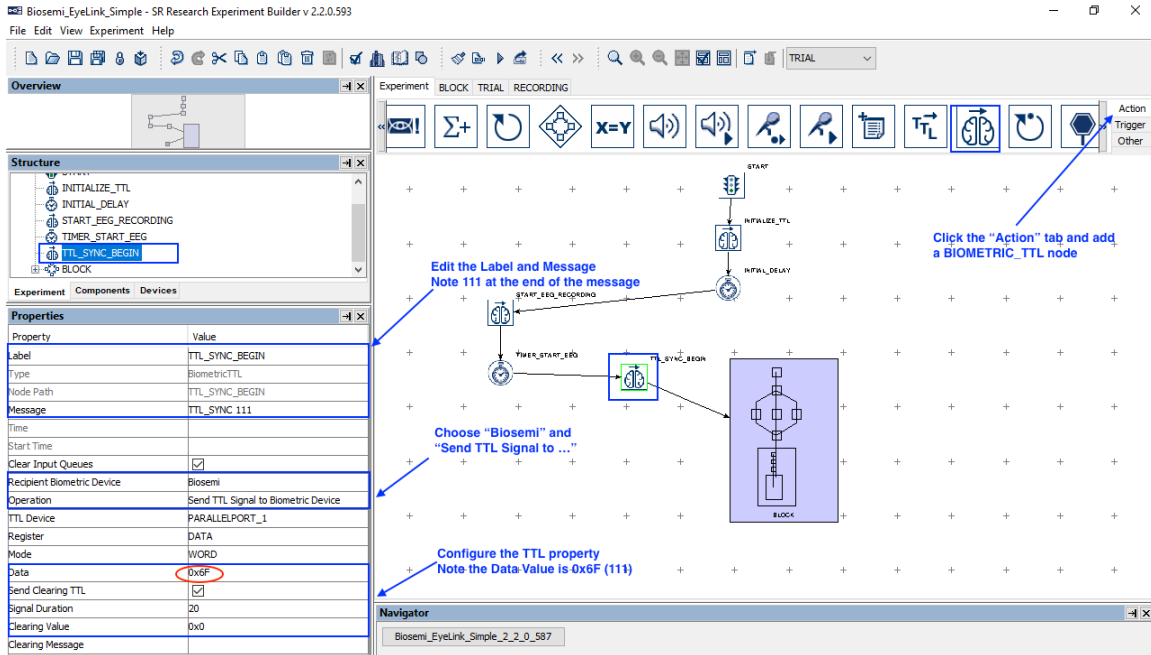 Biosemi_EyeLink_Simple - SR Research Experiment Builder v 2.2.0.593
File Edit View Experiment Help
TRIAL
Overview
Structure
INITIALIZE_TTL
INITIAL_DELAY
START_EEG_RECORDING
TIMER_START_EEG
TTL_SYNC_BEGIN
BLOCK
Experiment Components Devices
Properties
Property Value
Label TTL_SYNC_BEGIN
Type BiometricTTL
Node Path TTL_SYNC_BEGIN
Message TTL_SYNC 111
Time
Start Time
Clear Input Queues
Recipient Biometric Device Biosemi
Operation Send TTL Signal to Biometric Device
TTL Device PARALLELPORT_1
Register DATA
Mode WORD
Data 0x6F
Send Clearing TTL
Signal Duration 20
Clearing Value 0x0
Clearing Message
Experiment BLOCK TRIAL RECORDING
X=Y
TTL
Action
Trigger
Other
START
INITIALIZE_TTL
INITIAL_DELAY
START_EEG_RECORDING
TIMER_START_EEG
TTL_SYNC_BEGIN
BLOCK
Click the “Action” tab and add
a BIOMETRIC_TTL node
Edit the Label and Message
Note 111 at the end of the message
Choose “Biosemi” and
“Send TTL Signal to ...”
Configure the TTL property
Note the Data Value is 0x6F (111)
Navigator
Biosemi_EyeLink_Simple_2_2_0_587